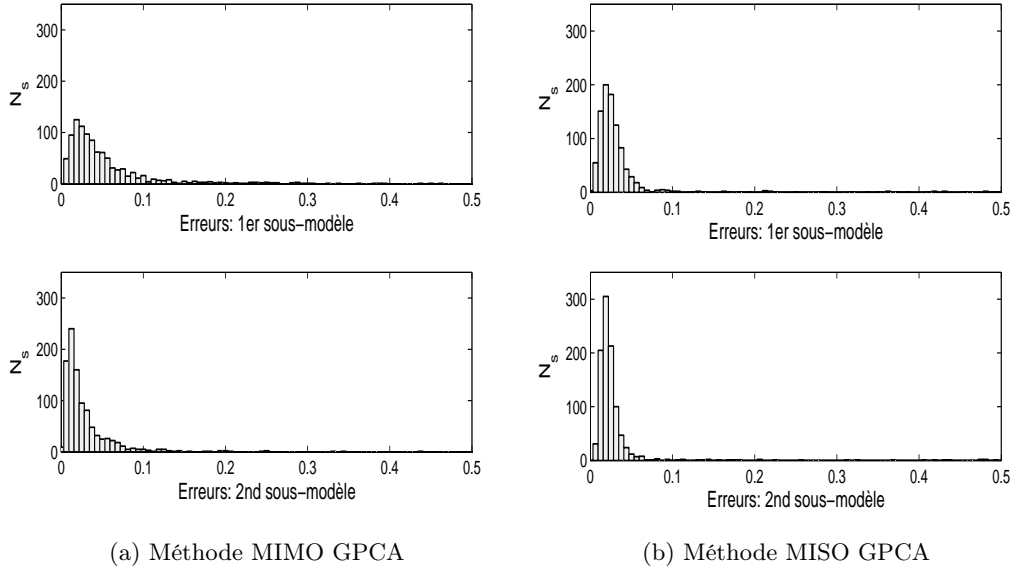 300
200
100
0
N_s
0 0.1 0.2 0.3 0.4 0.5
Erreurs: 1er sous−modèle
300
200
100
0
N_s
0 0.1 0.2 0.3 0.4 0.5
Erreurs: 2nd sous−modèle
(a) Méthode MIMO GPCA
300
200
100
0
N_s
0 0.1 0.2 0.3 0.4 0.5
Erreurs: 1er sous−modèle
300
200
100
0
N_s
0 0.1 0.2 0.3 0.4 0.5
Erreurs: 2nd sous−modèle
(b) Méthode MISO GPCA